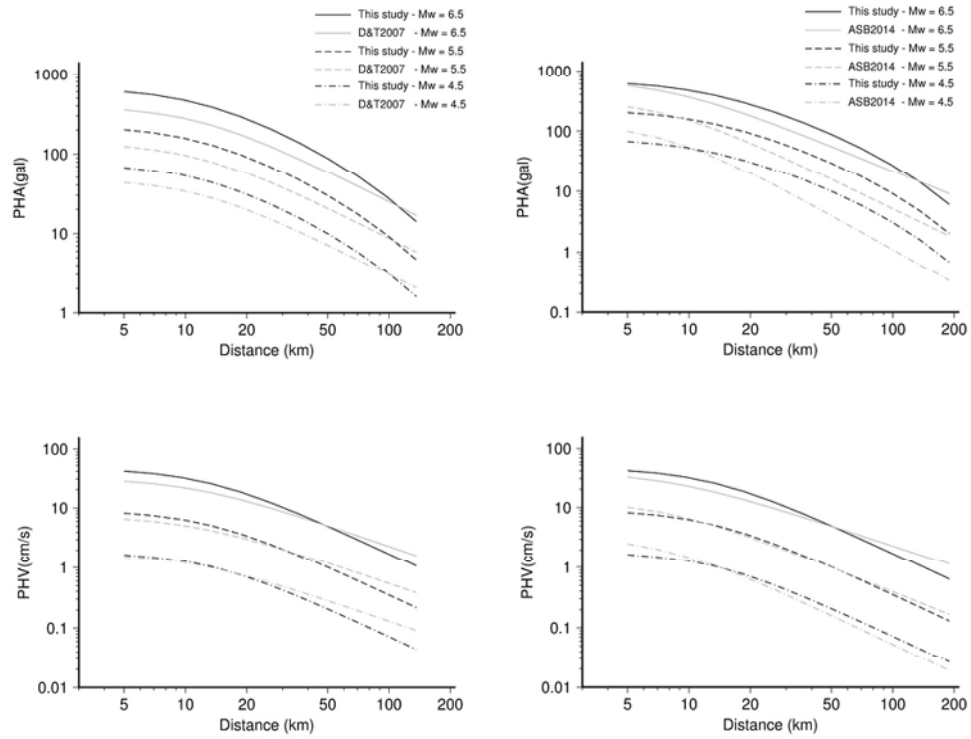 This study - Mw = 6.5
D&T2007 - Mw = 6.5
This study - Mw = 5.5
D&T2007 - Mw = 5.5
This study - Mw = 4.5
D&T2007 - Mw = 4.5
1000
100
10
1
PHA(gal)
5 10 20 50 100 200
Distance (km)
This study - Mw = 6.5
ASB2014 - Mw = 6.5
This study - Mw = 5.5
ASB2014 - Mw = 5.5
This study - Mw = 4.5
ASB2014 - Mw = 4.5
1000
100
10
1
0.1
PHA(gal)
5 10 20 50 100 200
Distance (km)
100
10
1
0.1
0.01
PHV(cm/s)
5 10 20 50 100 200
Distance (km)
100
10
1
0.1
0.01
PHV(cm/s)
5 10 20 50 100 200
Distance (km)